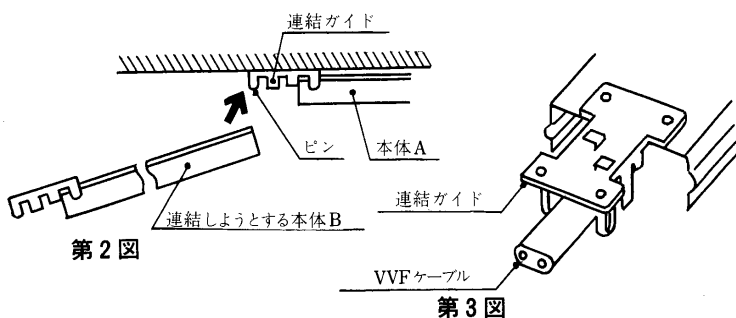 連結ガイド
ピン
本体A
連結しようとする本体B
第2図
連結ガイド
VVFケーブル
第3図